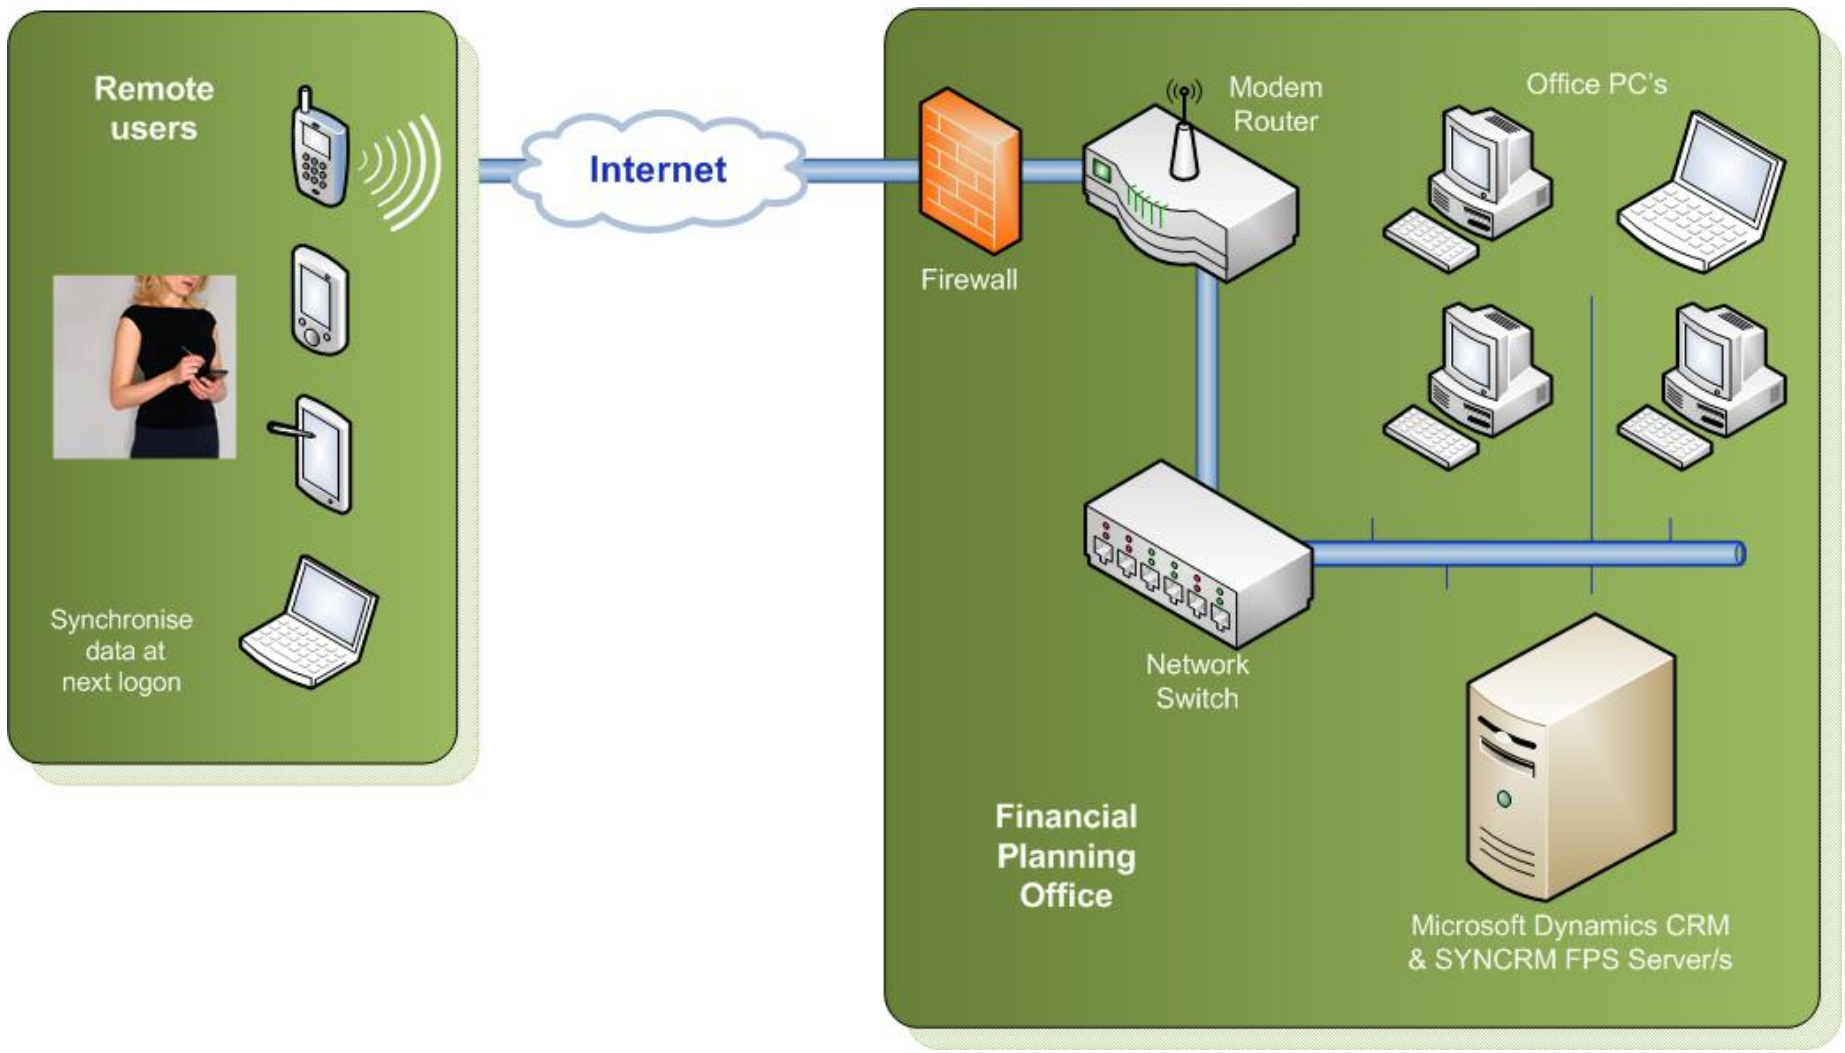 Remote
users
Synchronise
data at
next logon
Internet
Firewall
Modem
Router
Office PC's
Network
Switch
Financial
Planning
Office
Microsoft Dynamics CRM
& SYNCRM FPS Server/s